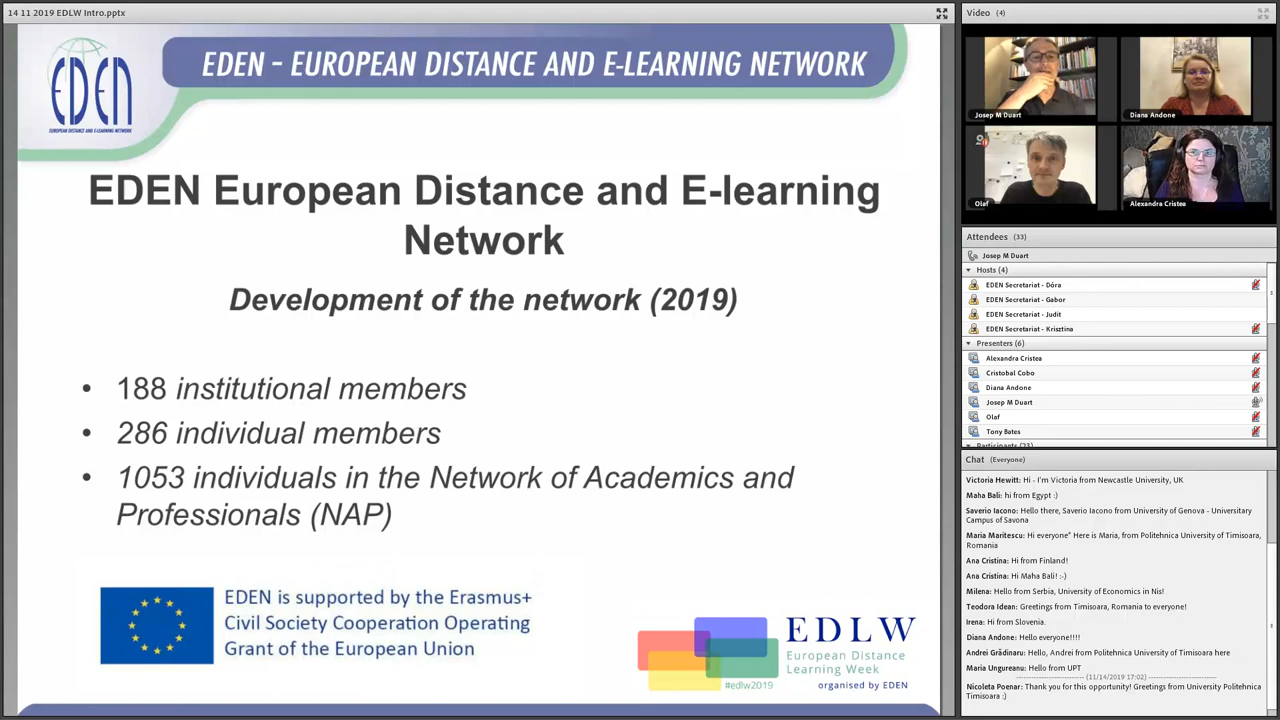 14 11 2019 EDLW Intro.pptx
EDEN
EUROPEAN DISTANCE AND E-LEARNING NETWORK
EDEN – EUROPEAN DISTANCE AND E-LEARNING NETWORK
EDEN European Distance and E-learning
Network
Development of the network (2019)
• 188 institutional members
• 286 individual members
• 1053 individuals in the Network of Academics and
Professionals (NAP)
EDEN is supported by the Erasmus+
Civil Society Cooperation Operating
Grant of the European Union
EDLW
European Distance
Learning Week
#edlw2019
organised by EDEN
Video (4)
Josep M Duart
Diana Andone
Olaf
Alexandra Cristea
Attendees (33)
Josep M Duart
Hosts (4)
EDEN Secretariat - Dóra
EDEN Secretariat - Gabor
EDEN Secretariat - Judit
EDEN Secretariat - Krisztina
Presenters (6)
Alexandra Cristea
Cristobal Cobo
Diana Andone
Josep M Duart
Olaf
Tony Bates
Participants (23)
Chat (Everyone)
Victoria Hewitt: Hi - I'm Victoria from Newcastle University, UK
Maha Bali: hi from Egypt :)
Saverio Iacono: Hello there, Saverio Iacono from University of Genova - Universitary
Campus of Savona
Maria Maritescu: Hi everyone" Here is Maria, from Politehnica University of Timisoara,
Romania
Ana Cristina: Hi from Finland!
Ana Cristina: Hi Maha Bali! :-)
Milena: Hello from Serbia, University of Economics in Nis!
Teodora Idean: Greetings from Timisoara, Romania to everyone!
Irena: Hi from Slovenia.
Diana Andone: Hello everyone!!!!
Andrei Grădinaru: Hello, Andrei from Politehnica University of Timisoara here
Maria Ungureanu: Hello from UPT
(11/14/2019 17:02)
Nicoleta Poenar: Thank you for this opportunity! Greetings from University Politehnica
Timisoara :)